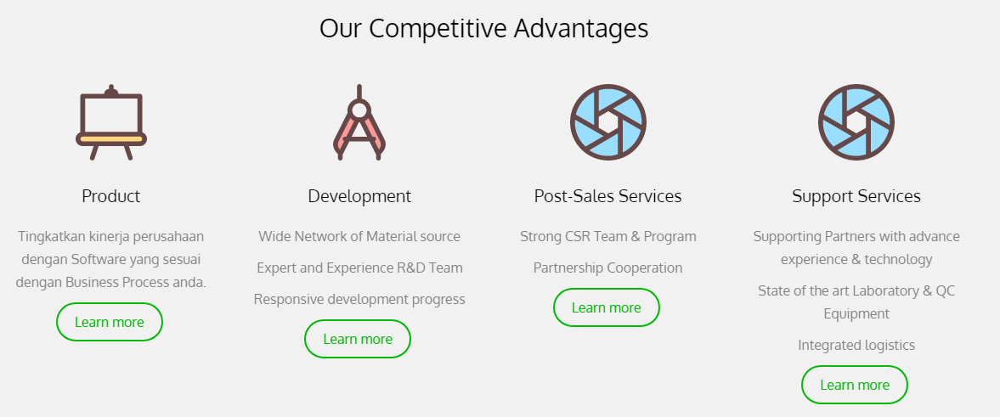 Our Competitive Advantages
Product
Tingkatkan kinerja perusahaan
dengan Software yang sesuai
dengan Business Process anda.
Learn more
Development
Wide Network of Material source
Expert and Experience R&D Team
Responsive development progress
Learn more
Post-Sales Services
Strong CSR Team & Program
Partnership Cooperation
Learn more
Support Services
Supporting Partners with advance
experience & technology
State of the art Laboratory & QC
Equipment
Integrated logistics
Learn more